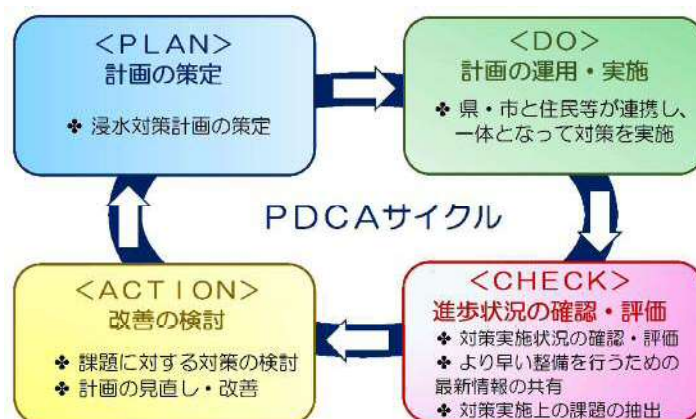 <PLAN>
計画の策定
❖ 浸水対策計画の策定
<DO>
計画の運用・実施
❖ 県・市と住民等が連携し、
一体となって対策を実施
PDCAサイクル
<ACTION>
改善の検討
❖ 課題に対する対策の検討
❖ 計画の見直し・改善
<CHECK>
進歩状況の確認・評価
❖ 対策実施状況の確認・評価
❖ より早い整備を行うための
最新情報の共有
❖ 対策実施上の課題の抽出